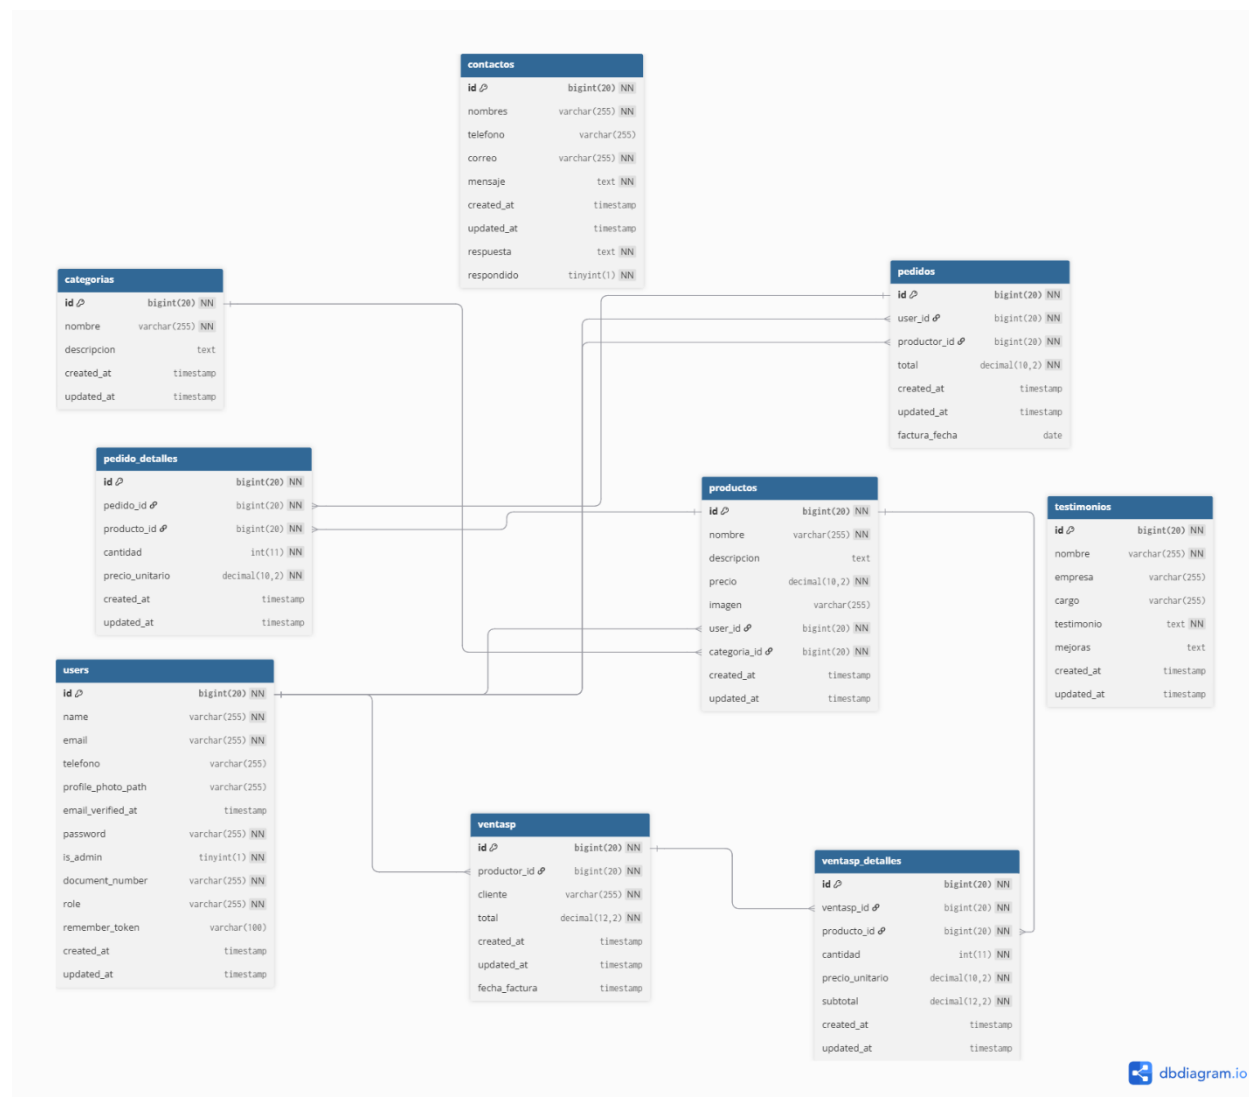 contactos
id bigint(20) NN
nombres varchar(255) NN
telefono varchar(255)
correo varchar(255) NN
mensaje text NN
created_at timestamp
updated_at timestamp
respuesta text NN
respondido tinyint(1) NN
categorias
id bigint(20) NN
nombre varchar(255) NN
descripcion text
created_at timestamp
updated_at timestamp
pedidos
id bigint(20) NN
user_id bigint(20) NN
productor_id bigint(20) NN
total decimal(10,2) NN
created_at timestamp
updated_at timestamp
factura_fecha date
pedido_detalles
id bigint(20) NN
pedido_id bigint(20) NN
producto_id bigint(20) NN
cantidad int(11) NN
precio_unitario decimal(10,2) NN
created_at timestamp
updated_at timestamp
productos
id bigint(20) NN
nombre varchar(255) NN
descripcion text
precio decimal(10,2) NN
imagen varchar(255)
user_id bigint(20) NN
categoria_id bigint(20) NN
created_at timestamp
updated_at timestamp
testimonios
id bigint(20) NN
nombre varchar(255) NN
empresa varchar(255)
cargo varchar(255)
testimonio text NN
mejoras text
created_at timestamp
updated_at timestamp
users
id bigint(20) NN
name varchar(255) NN
email varchar(255) NN
telefono varchar(255)
profile_photo_path varchar(255)
email_verified_at timestamp
password varchar(255) NN
is_admin tinyint(1) NN
document_number varchar(255) NN
role varchar(255) NN
remember_token varchar(100)
created_at timestamp
updated_at timestamp
ventasp
id bigint(20) NN
productor_id bigint(20) NN
cliente varchar(255) NN
total decimal(12,2) NN
created_at timestamp
updated_at timestamp
fecha_factura timestamp
ventasp_detalles
id bigint(20) NN
ventasp_id bigint(20) NN
producto_id bigint(20) NN
cantidad int(11) NN
precio_unitario decimal(10,2) NN
subtotal decimal(12,2) NN
created_at timestamp
updated_at timestamp
dbdiagram.io